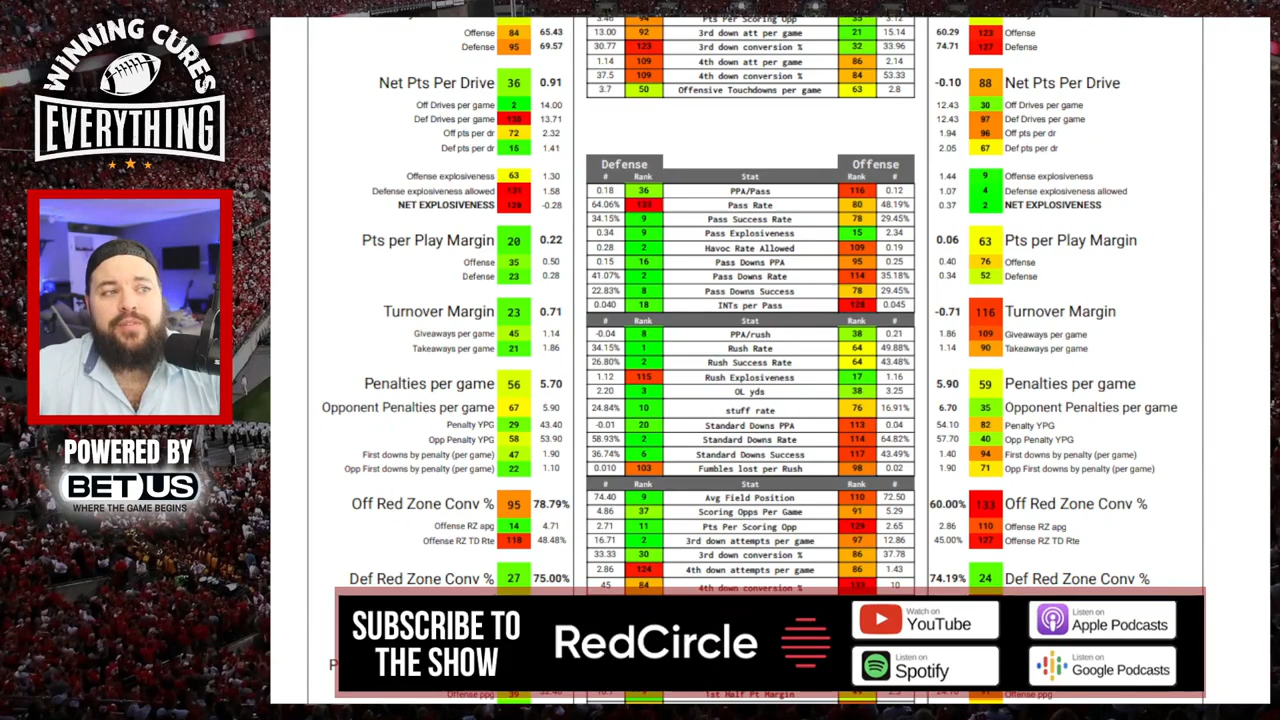 WINNING CURES
EVERYTHING
POWERED BY
BETUS
WHERE THE GAME BEGINS
Offense 84 65.43
Defense 95 69.57
Net Pts Per Drive 36 0.91
Off Drives per game 2 14.00
Def Drives per game 13.71
Off pts per dr 72 2.32
Def pts per dr 15 1.41
Offense explosiveness 63 1.30
Defense explosiveness allowed 1.58
NET EXPLOSIVENESS -0.28
Pts per Play Margin 20 0.22
Offense 35 0.50
Defense 23 0.28
Turnover Margin 23 0.71
Giveaways per game 45 1.14
Takeaways per game 21 1.86
Penalties per game 56 5.70
Opponent Penalties per game 67 5.90
Penalty YPG 29 43.40
Opp Penalty YPG 58 53.90
First downs by penalty (per game) 47 1.90
Opp First downs by penalty (per game) 22 1.10
Off Red Zone Conv % 95 78.79%
Offense RZ apg 14 4.71
Offense RZ TD Rte 118 48.48%
Def Red Zone Conv % 27 75.00%
3.46 94 Pts Per Scoring Opp 35 3.12
13.00 92 3rd down att per game 21 15.14
30.77 123 3rd down conversion % 32 33.96
1.14 109 4th down att per game 86 2.14
37.5 109 4th down conversion % 84 53.33
3.7 50 Offensive Touchdowns per game 63 2.8
Defense Offense
# Rank Stat Rank #
0.18 36 PPA/Pass 116 0.12
64.06% Pass Rate 80 48.19%
34.15% 9 Pass Success Rate 78 29.45%
0.34 9 Pass Explosiveness 15 2.34
0.28 2 Havoc Rate Allowed 109 0.19
0.15 16 Pass Downs PPA 95 0.25
41.07% 2 Pass Downs Rate 114 35.18%
22.83% 8 Pass Downs Success 78 29.45%
0.040 18 INTs per Pass 128 0.045
# Rank Stat Rank #
-0.04 8 PPA/rush 38 0.21
34.15% 1 Rush Rate 64 49.88%
26.80% 2 Rush Success Rate 64 43.48%
1.12 115 Rush Explosiveness 17 1.16
2.20 3 OL yds 38 3.25
24.84% 10 stuff rate 76 16.91%
-0.01 20 Standard Downs PPA 113 0.04
58.93% 2 Standard Downs Rate 114 64.82%
36.74% 6 Standard Downs Success 117 43.49%
0.010 103 Fumbles lost per Rush 98 0.02
# Rank Stat Rank #
74.40 9 Avg Field Position 110 72.50
4.86 37 Scoring Opps Per Game 91 5.29
2.71 11 Pts Per Scoring Opp 129 2.65
16.71 2 3rd down attempts per game 97 12.86
33.33 30 3rd down conversion % 86 37.78
2.86 124 4th down attempts per game 86 1.43
45 84 4th down conversion % 133 10
60.29 123 Offense
74.71 127 Defense
-0.10 88 Net Pts Per Drive
12.43 30 Off Drives per game
12.43 97 Def Drives per game
1.94 96 Off pts per dr
2.05 67 Def pts per dr
1.44 9 Offense explosiveness
1.07 4 Defense explosiveness allowed
0.37 2 NET EXPLOSIVENESS
0.06 63 Pts per Play Margin
0.40 76 Offense
0.34 52 Defense
-0.71 116 Turnover Margin
1.86 109 Giveaways per game
1.14 90 Takeaways per game
5.90 59 Penalties per game
6.70 35 Opponent Penalties per game
54.10 82 Penalty YPG
57.70 40 Opp Penalty YPG
1.40 94 First downs by penalty (per game)
1.90 71 Opp First downs by penalty (per game)
60.00% 133 Off Red Zone Conv %
2.86 110 Offense RZ apg
45.00% 127 Offense RZ TD Rte
74.19% 24 Def Red Zone Conv %
SUBSCRIBE TO
THE SHOW
RedCircle
Watch on
YouTube
Listen on
Spotify
Listen on
Apple Podcasts
Listen on
Google Podcasts
Offense ppg 39 1st Half Pt Margin Off ppg